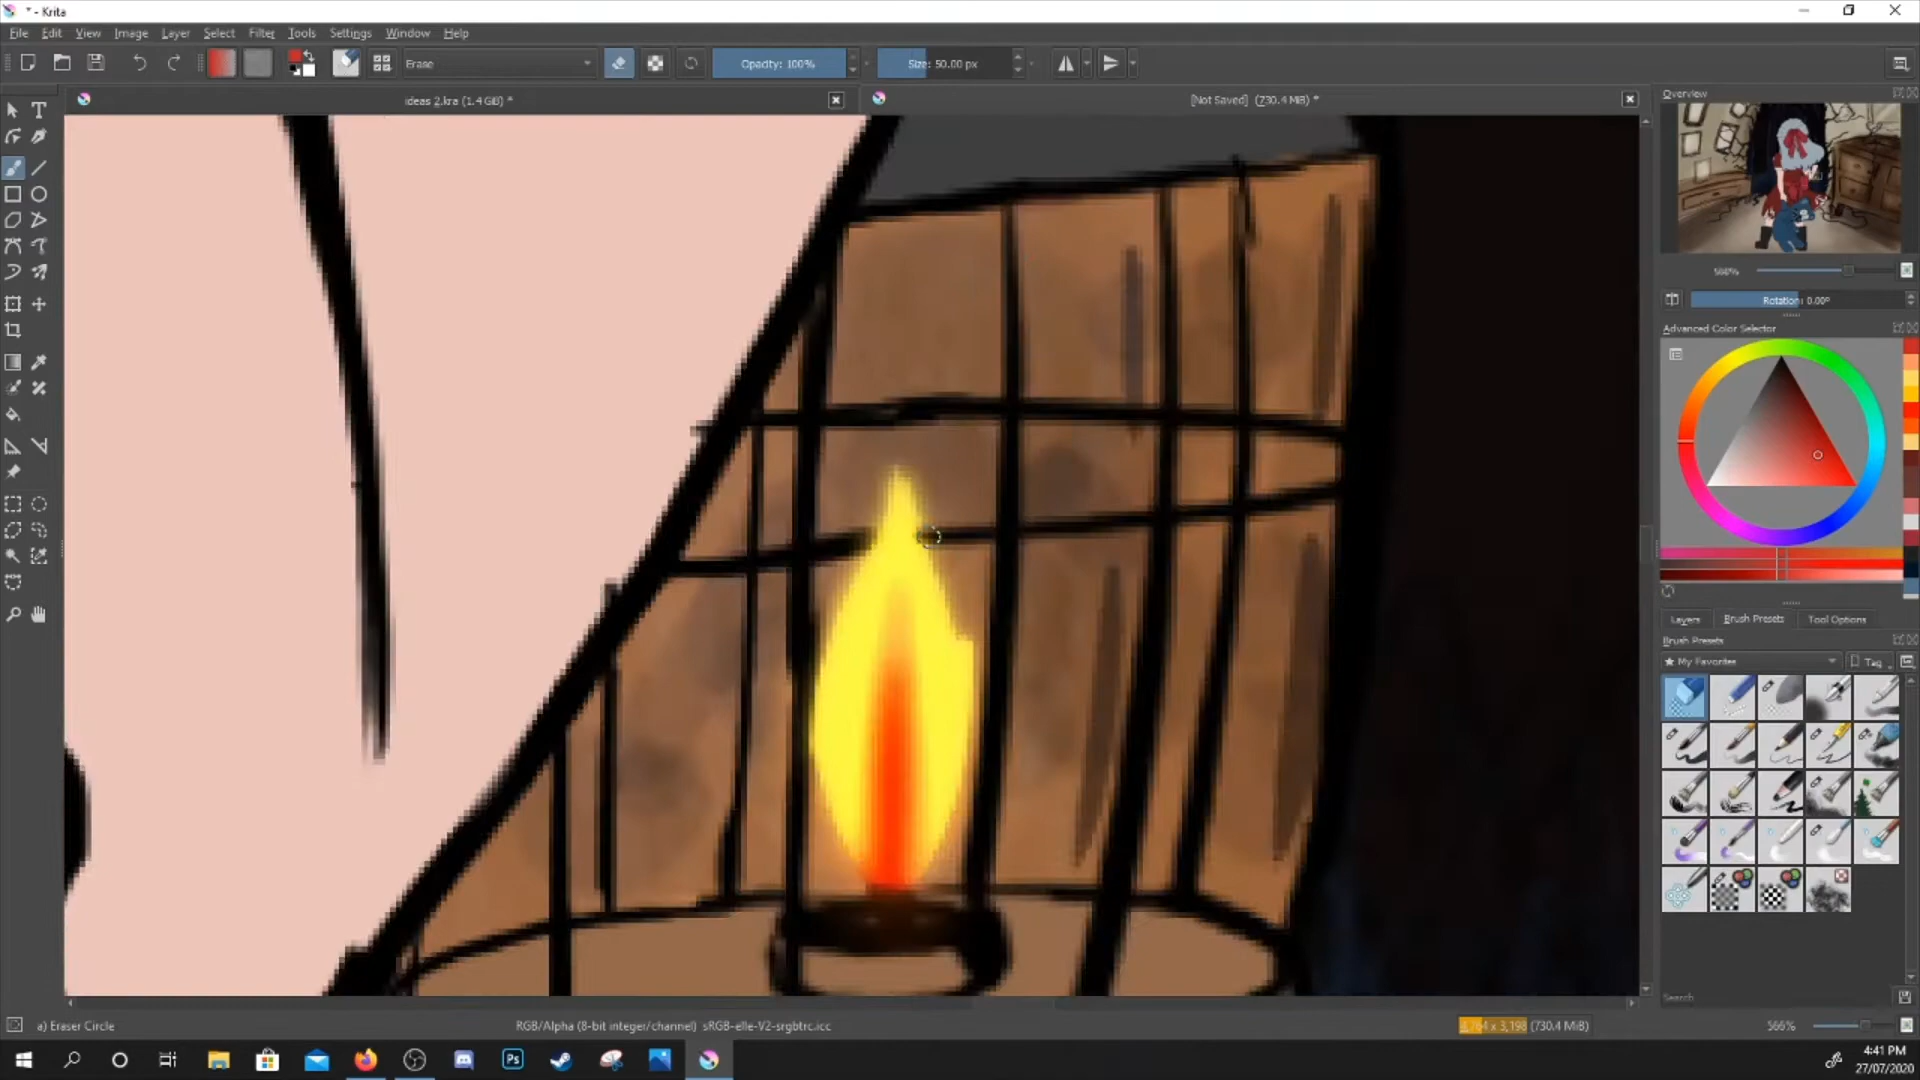 * - Krita
File Edit View Image Layer Select Filter Tools Settings Window Help
Erase Opacity: 100% Size: 50.00 px
ideas 2.kra (1.4 GiB) * [Not Saved] (730.4 MiB) *
Overview
566%
Rotation: 0.00°
Advanced Color Selector
Layers Brush Presets Tool Options
Brush Presets
★ My Favorites Tag
Search
a) Eraser Circle RGB/Alpha (8-bit integer/channel) sRGB-elle-V2-srgbtrc.icc (730.4 MiB) 566%
Ps
4:41 PM
27/07/2020